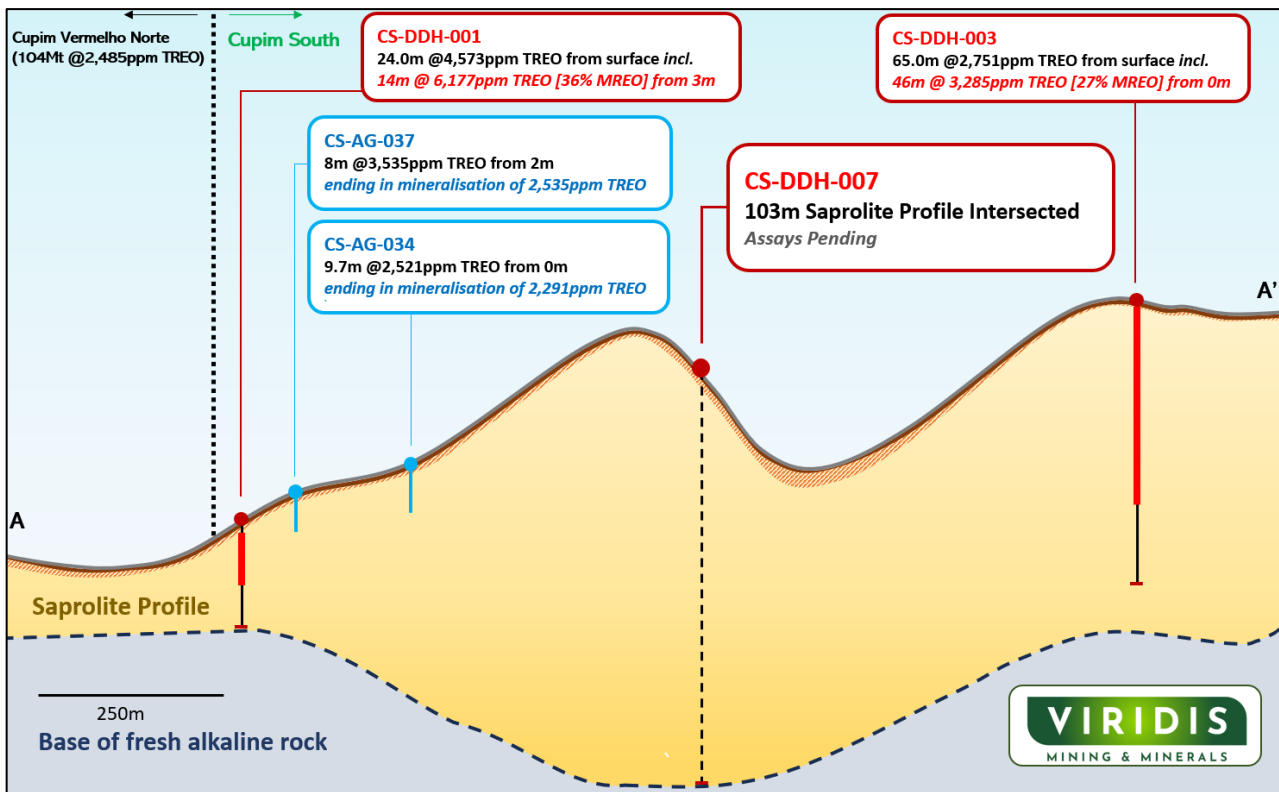 Cupim Vermelho Norte
(104Mt @2,485ppm TREO)
Cupim South
CS-DDH-001
24.0m @4,573ppm TREO from surface incl.
14m @ 6,177ppm TREO [36% MREO] from 3m
CS-DDH-003
65.0m @2,751ppm TREO from surface incl.
46m @ 3,285ppm TREO [27% MREO] from 0m
CS-AG-037
8m @3,535ppm TREO from 2m
ending in mineralisation of 2,535ppm TREO
CS-DDH-007
103m Saprolite Profile Intersected
Assays Pending
CS-AG-034
9.7m @2,521ppm TREO from 0m
ending in mineralisation of 2,291ppm TREO
A'
A
Saprolite Profile
250m
Base of fresh alkaline rock
VIRIDIS
MINING & MINERALS